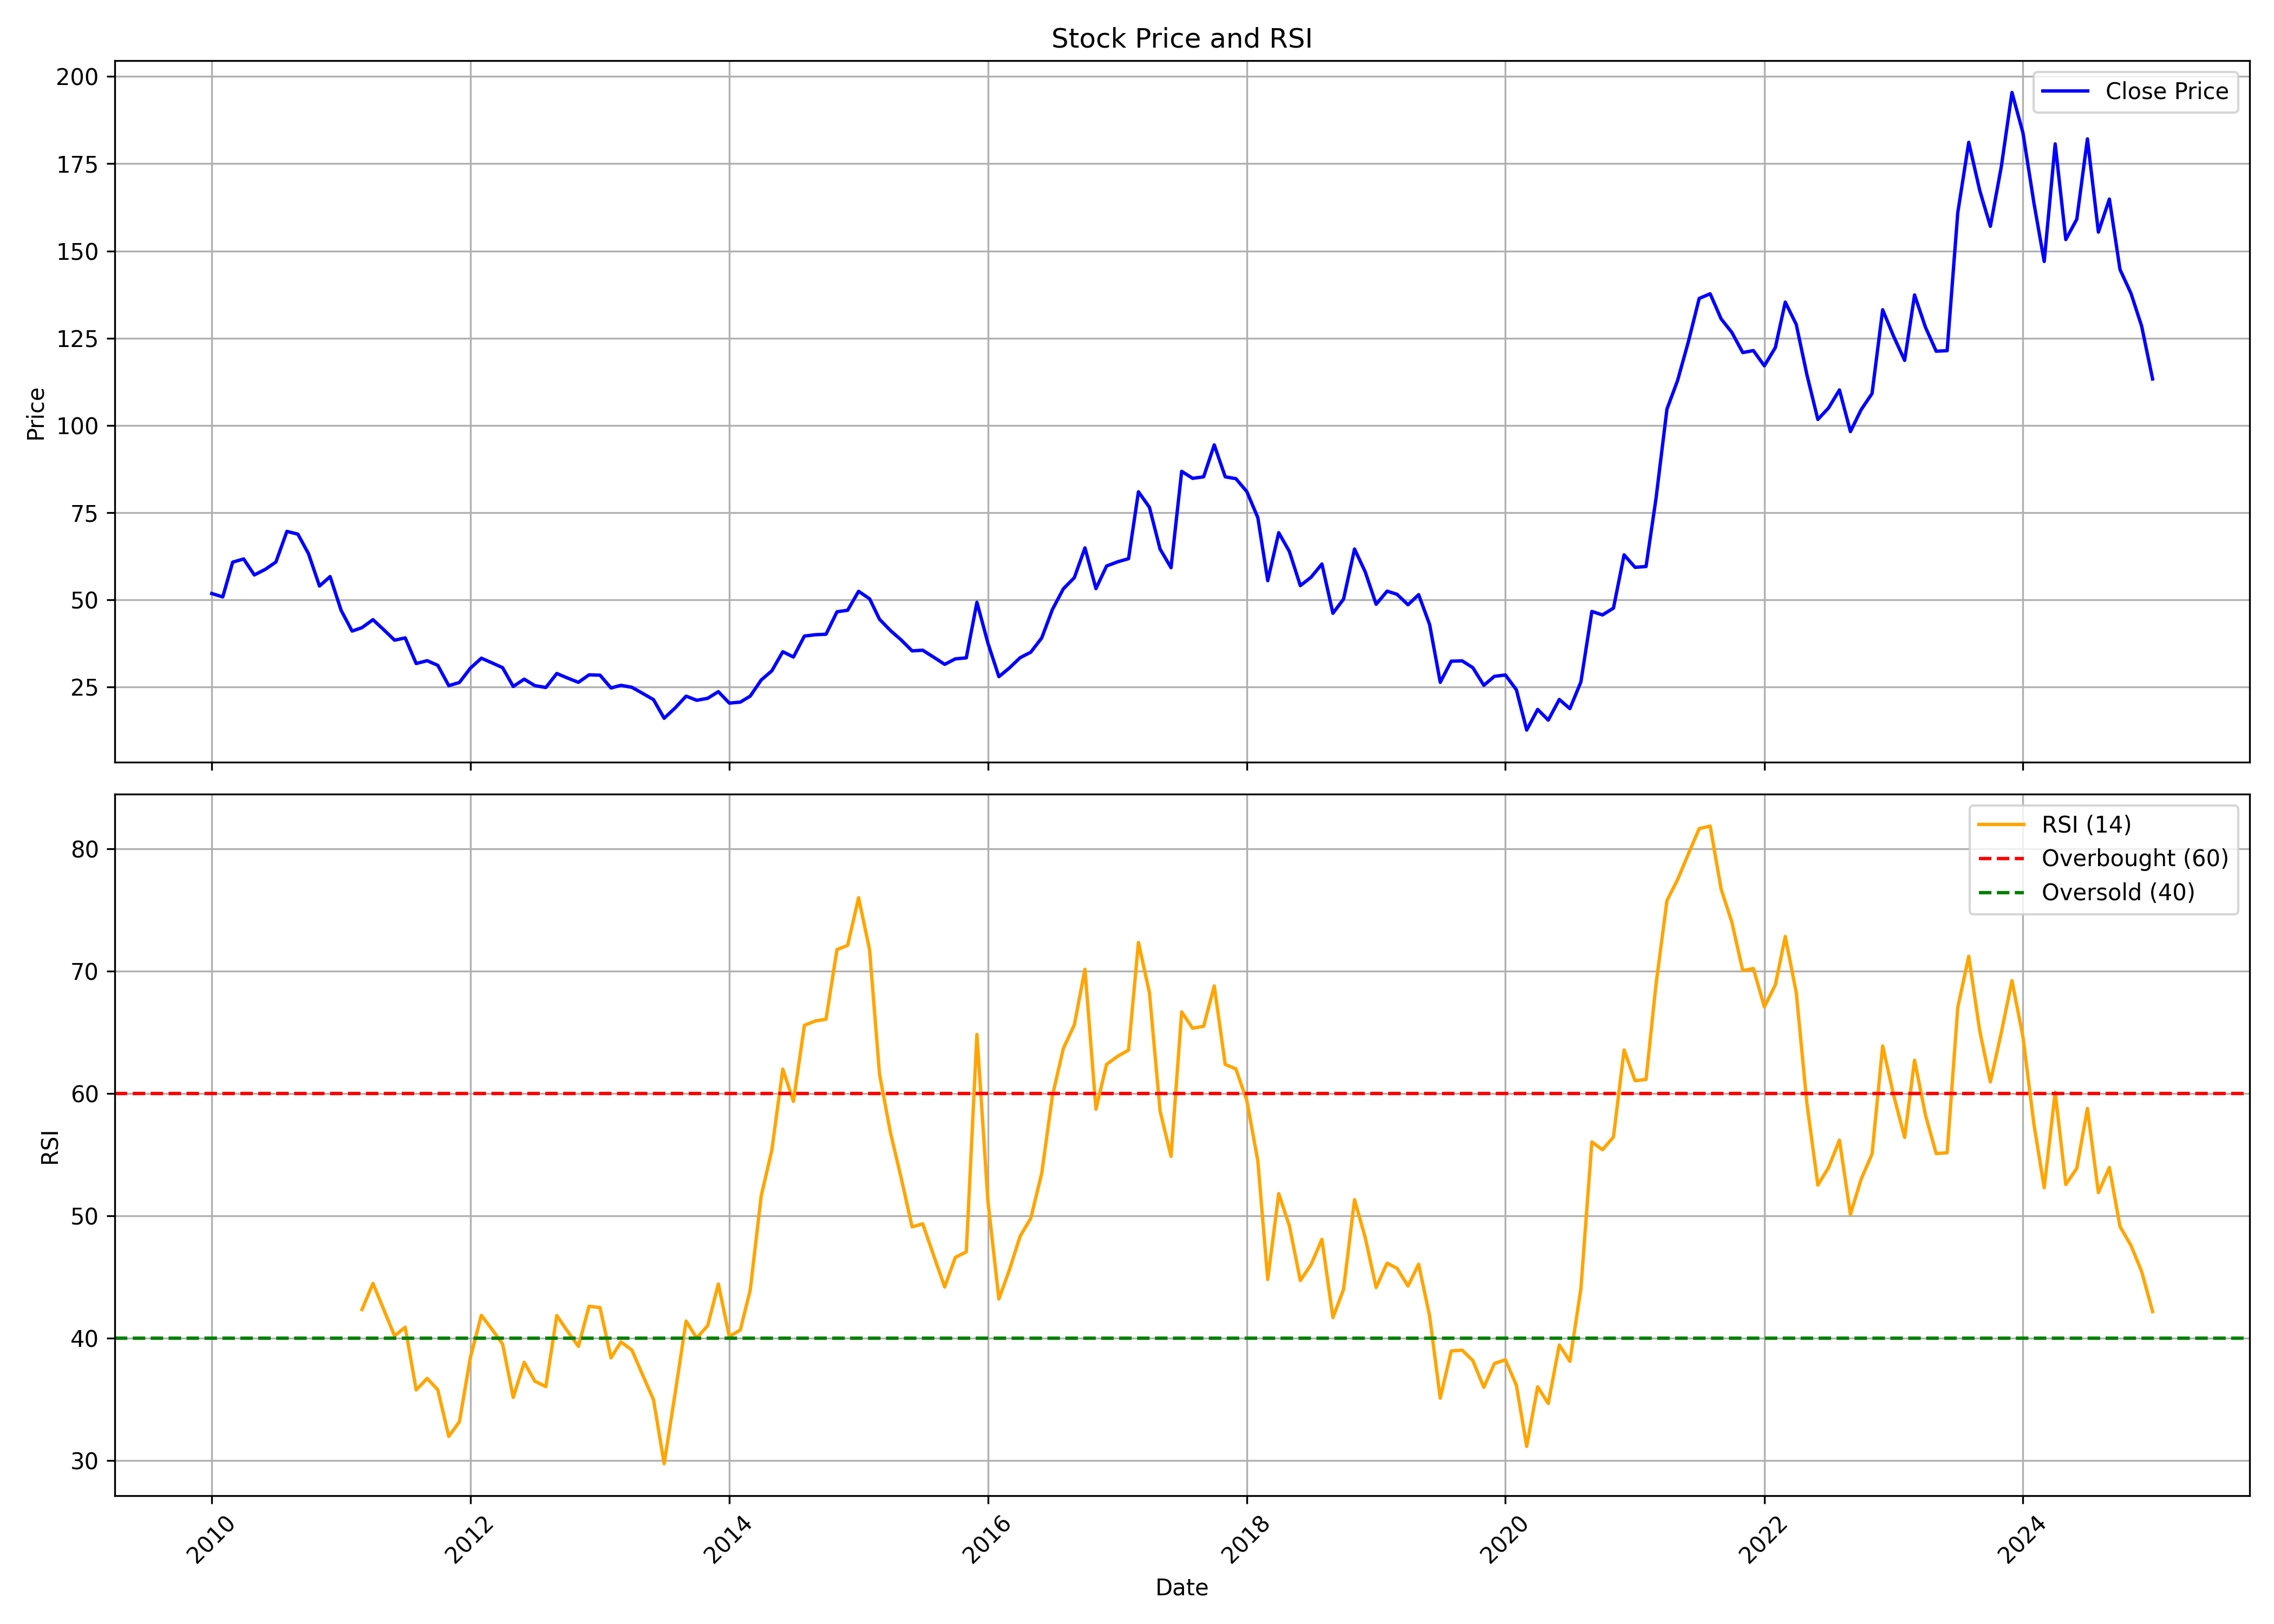 Stock Price and RSI
200
175
150
125
100
75
50
25
Price
Close Price
80
70
60
50
40
30
RSI
RSI (14)
Overbought (60)
Oversold (40)
2010
2012
2014
2016
2018
2020
2022
2024
Date